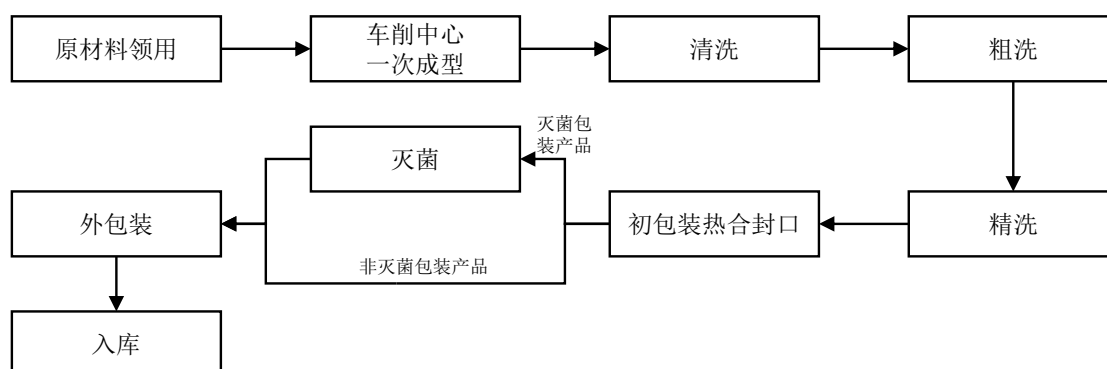 原材料领用
车削中心
一次成型
清洗
粗洗
灭菌包
装产品
灭菌
外包装
初包装热合封口
精洗
非灭菌包装产品
入库